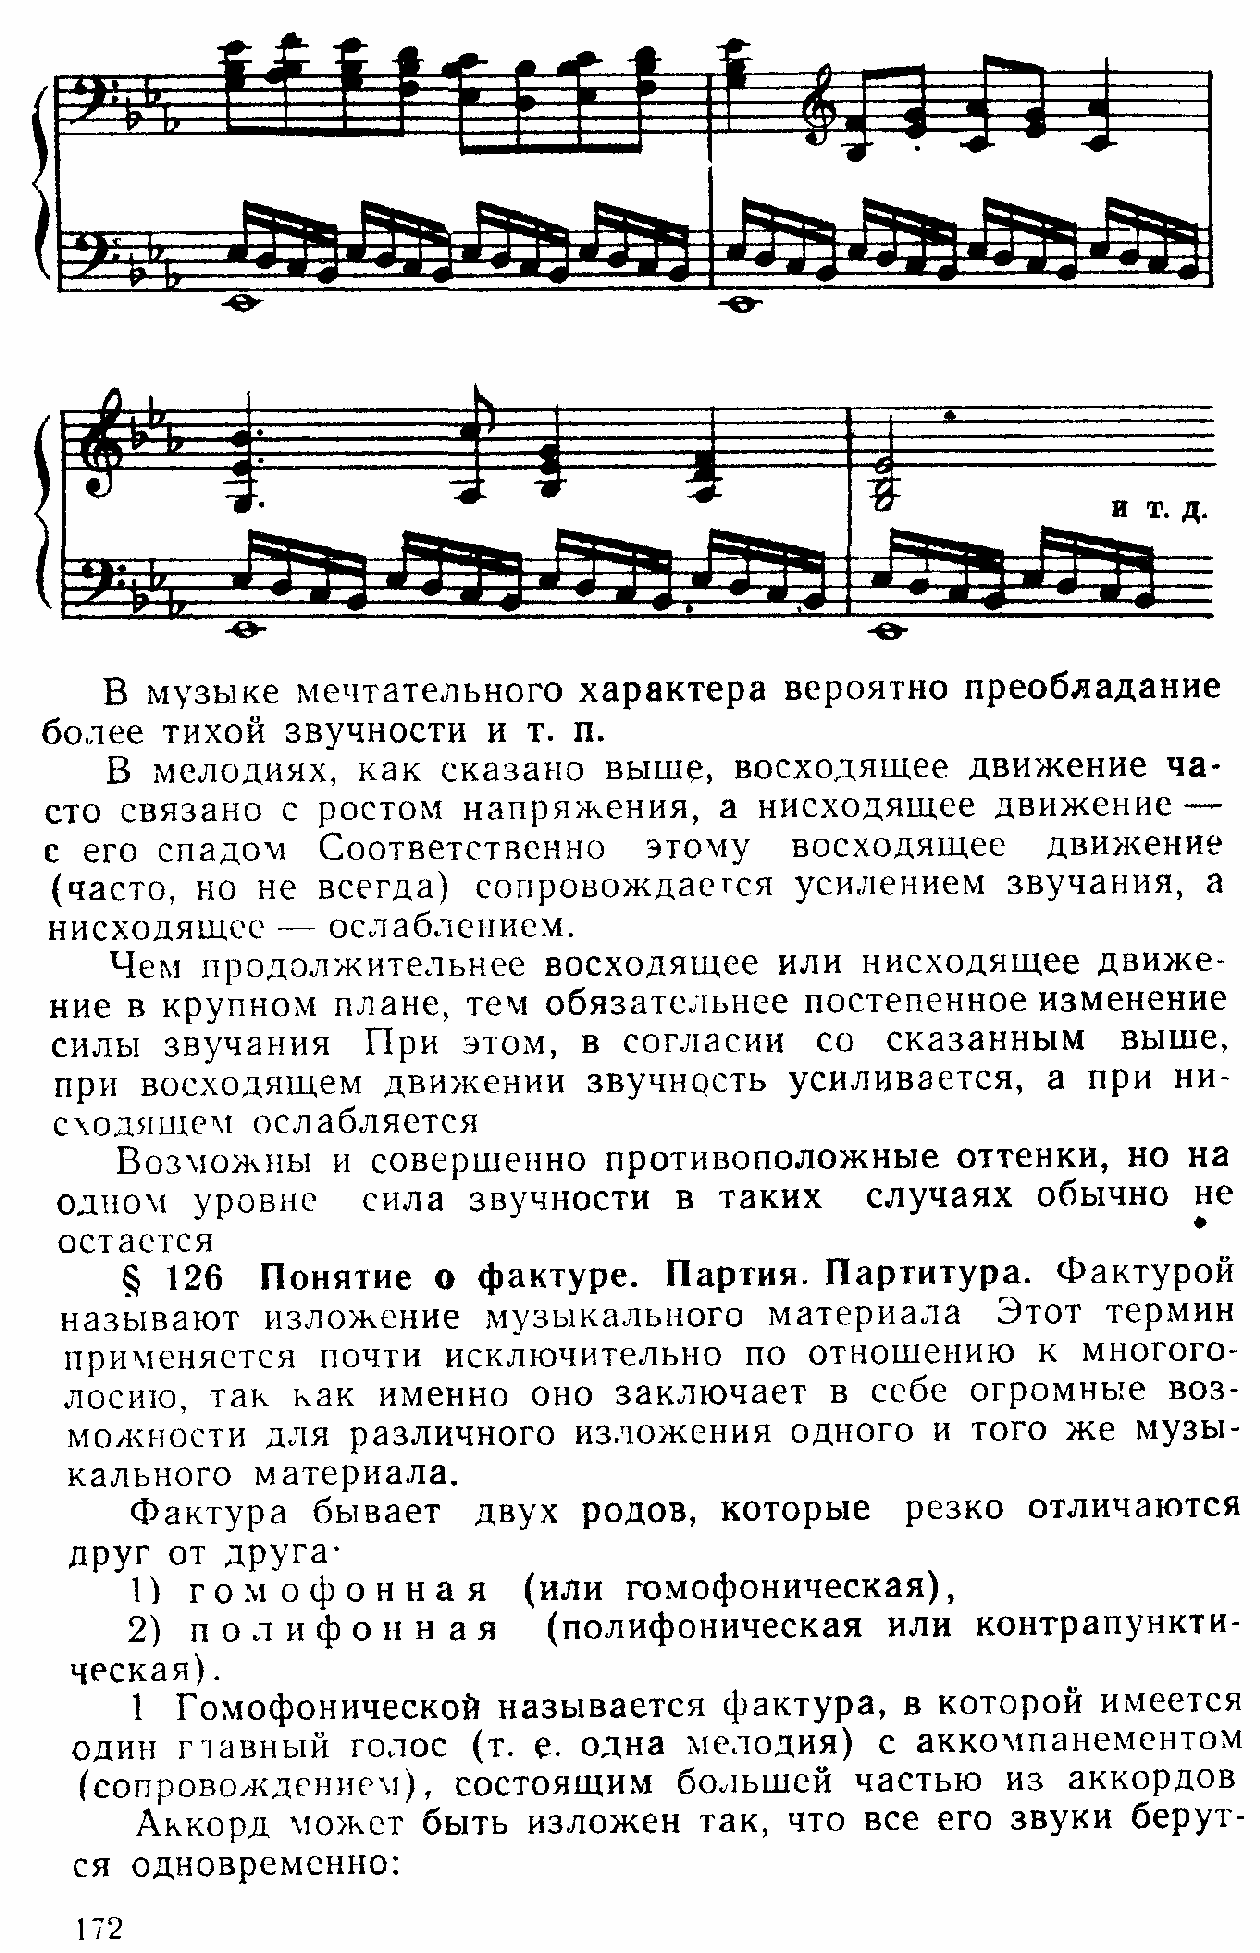 и т. д.
В музыке мечтательного характера вероятно преобладание
более тихой звучности и т. п.
В мелодиях, как сказано выше, восходящее движение ча-
сто связано с ростом напряжения, а нисходящее движение —
с его спадом Соответственно этому восходящее движение
(часто, но не всегда) сопровождается усилением звучания, а
нисходящее — ослаблением.
Чем продолжительнее восходящее или нисходящее движе-
ние в крупном плане, тем обязательнее постепенное изменение
силы звучания При этом, в согласии со сказанным выше,
при восходящем движении звучность усиливается, а при ни-
сходящем ослабляется
Возможны и совершенно противоположные оттенки, но на
одном уровне сила звучности в таких случаях обычно не
остается
§ 126 Понятие о фактуре. Партия. Партитура. Фактурой
называют изложение музыкального материала Этот термин
применяется почти исключительно по отношению к многого-
лосию, так как именно оно заключает в себе огромные воз-
можности для различного изложения одного и того же музы-
кального материала.
Фактура бывает двух родов, которые резко отличаются
друг от друга·
1) гомофонная (или гомофоническая),
2) полифонная (полифоническая или контрапункти-
ческая).
1 Гомофонической называется фактура, в которой имеется
один главный голос (т. е. одна мелодия) с аккомпанементом
(сопровождением), состоящим большей частью из аккордов
Аккорд может быть изложен так, что все его звуки берут-
ся одновременно:
172